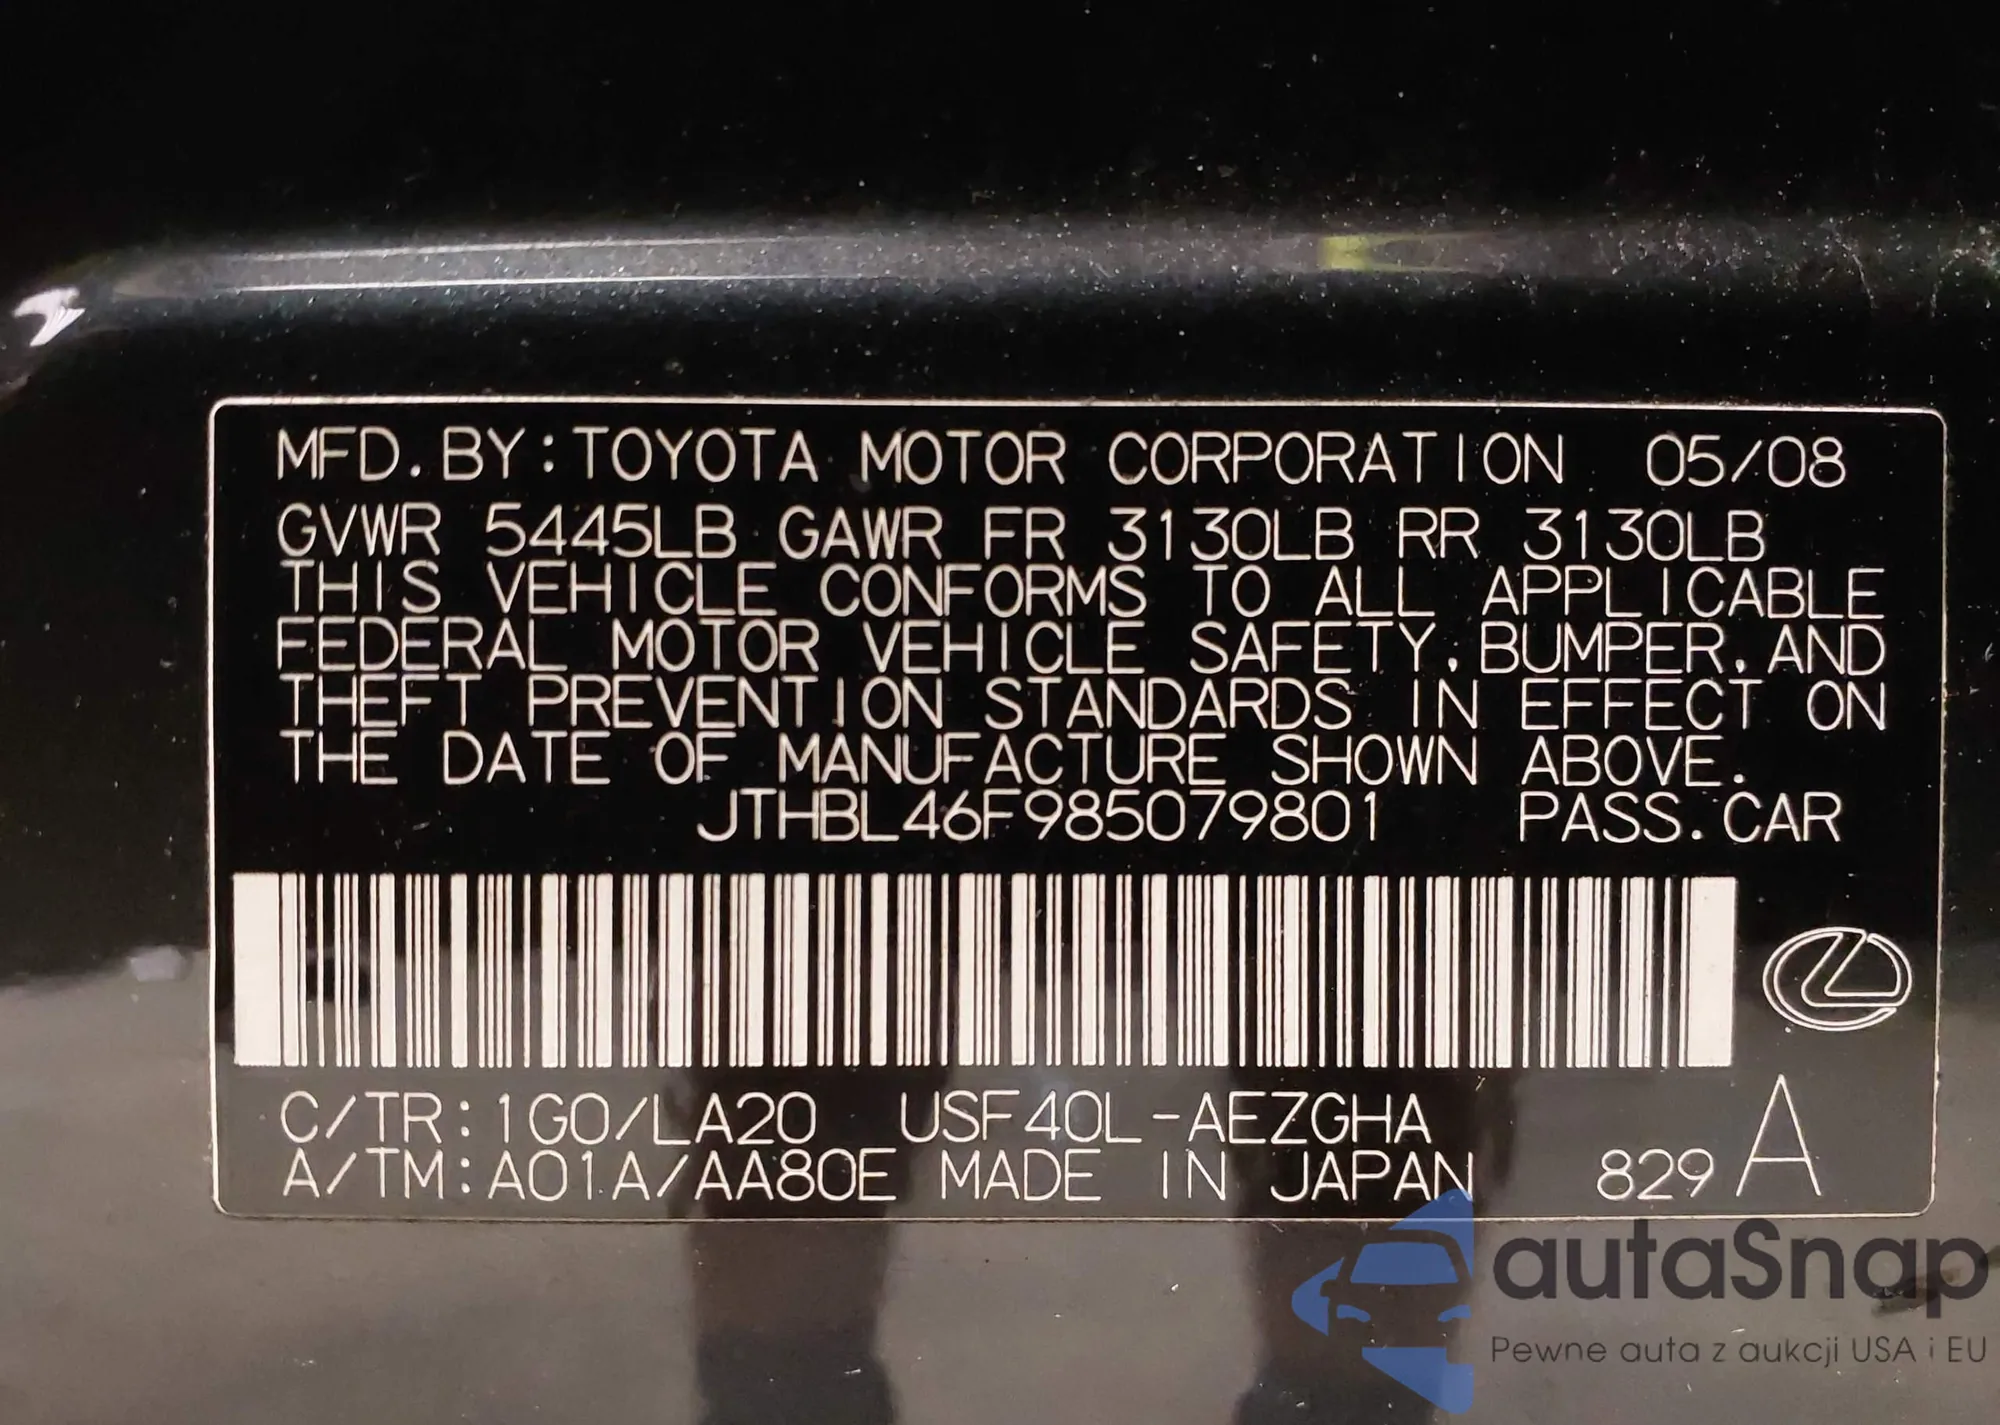 MFD. BY: TOYOTA MOTOR CORPORATION 05/08
GVWR 5445LB GAWR FR 3130LB RR 3130LB
THIS VEHICLE CONFORMS TO ALL APPLICABLE
FEDERAL MOTOR VEHICLE SAFETY, BUMPER, AND
THEFT PREVENTION STANDARDS IN EFFECT ON
THE DATE OF MANUFACTURE SHOWN ABOVE.
JTHBL46F985079801 PASS. CAR
C/TR: 1G0/LA20 USF40L-AEZGHA
A/TM: A01A/AA80E MADE IN JAPAN 829 A
autaSnap
Pewne auta z aukcji USA i EU